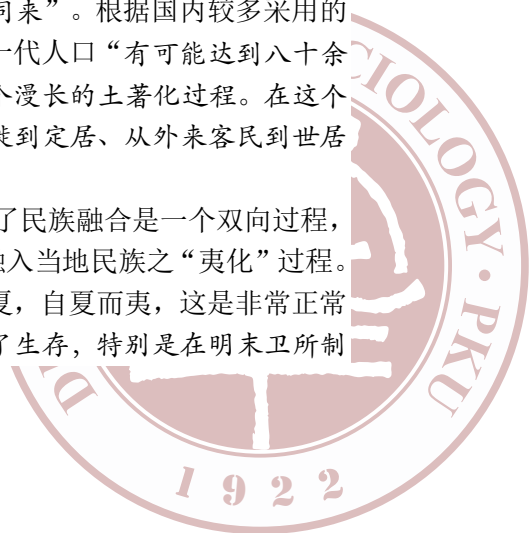 司来”。根据国内较多采用的
一代人口“有可能达到八十余
个漫长的土著化过程。在这个
徙到定居、从外来客民到世居
了民族融合是一个双向过程，
融入当地民族之“夷化”过程。
夏，自夏而夷，这是非常正常
了生存，特别是在明末卫所制
CIOLOGY · PKU
1922